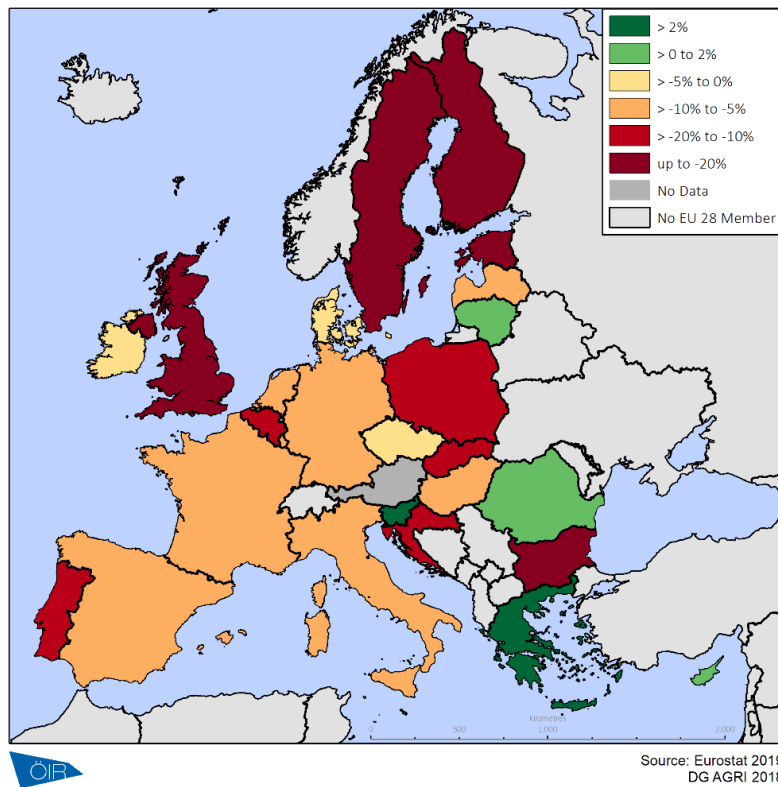 > 2%
> 0 to 2%
> -5% to 0%
> -10% to -5%
> -20% to -10%
up to -20%
No Data
No EU 28 Member
Kilometres
0 500 1.000 2.000
ÖIR
Source: Eurostat 2019
DG AGRI 2018